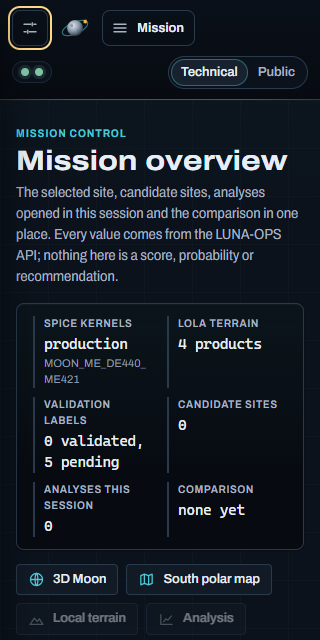 Mission
Technical Public
MISSION CONTROL
Mission overview
The selected site, candidate sites, analyses
opened in this session and the comparison in one
place. Every value comes from the LUNA-OPS
API; nothing here is a score, probability or
recommendation.
SPICE KERNELS
production
MOON_ME_DE440_
ME421
LOLA TERRAIN
4 products
VALIDATION
LABELS
0 validated,
5 pending
CANDIDATE SITES
0
ANALYSES THIS
SESSION
0
COMPARISON
none yet
3D Moon
South polar map
Local terrain
Analysis